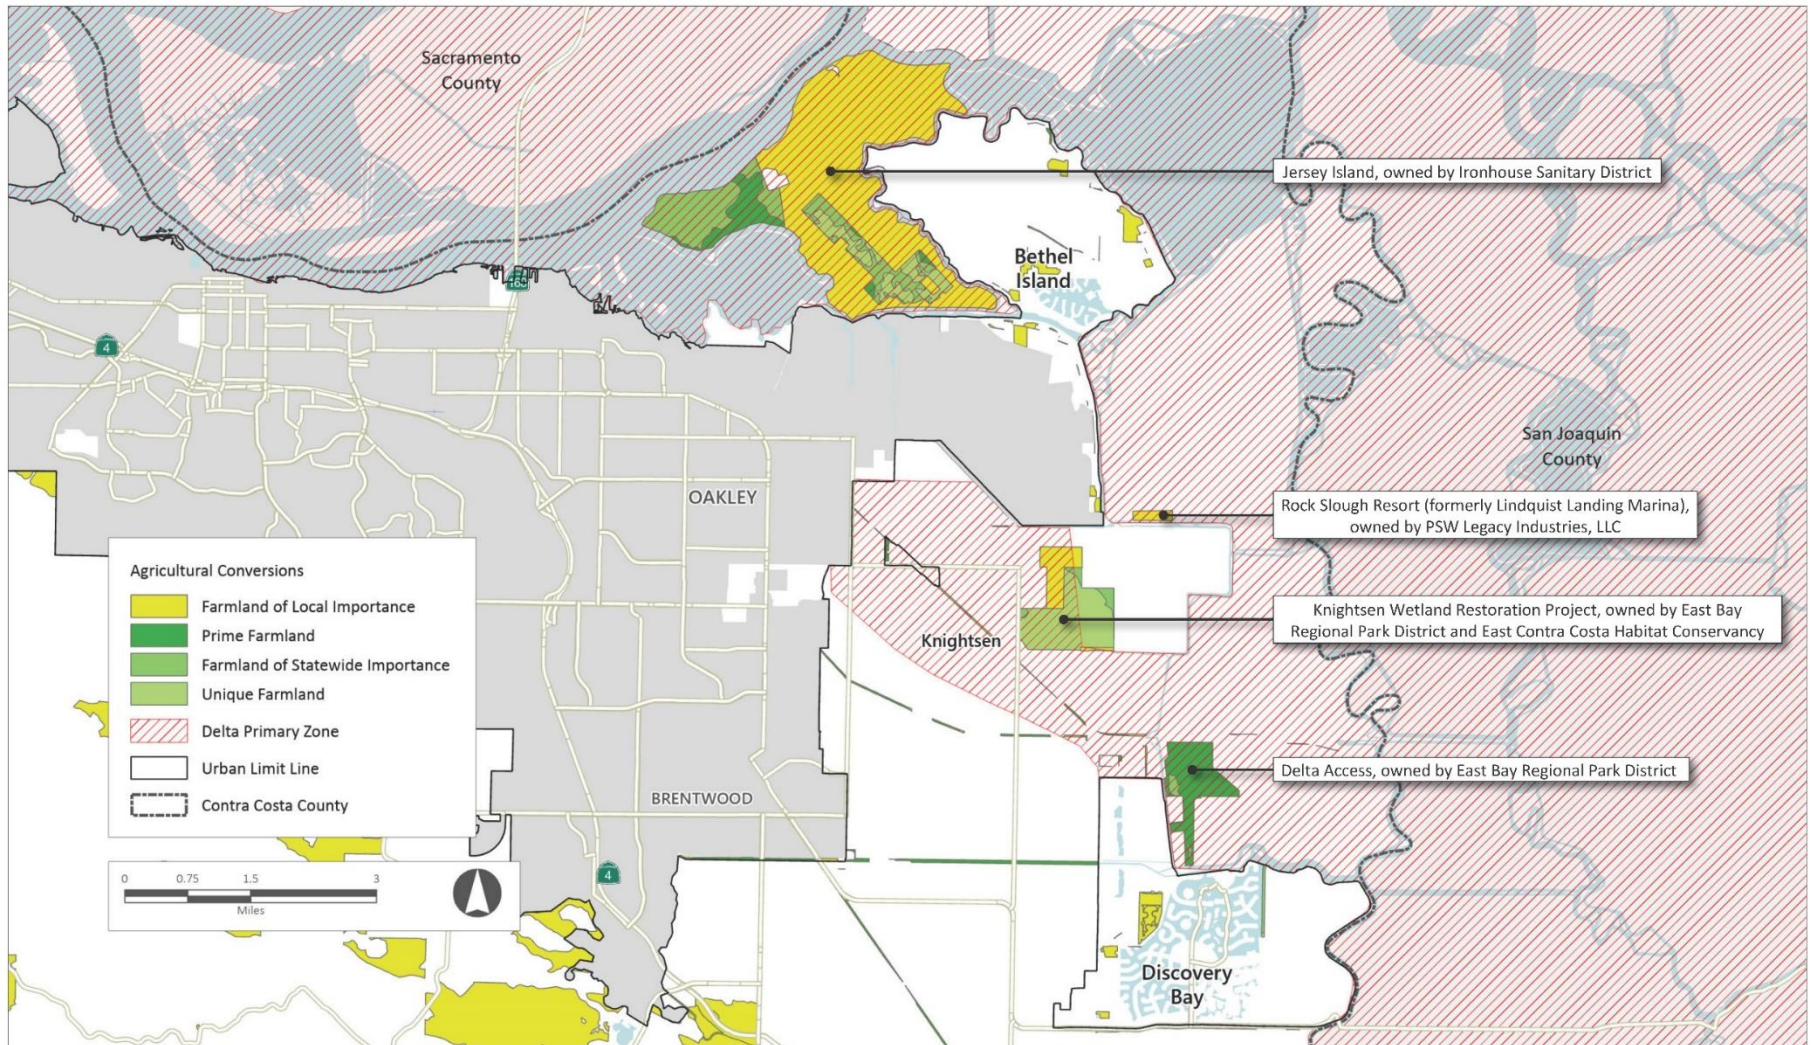 Sacramento
County
Jersey Island, owned by Ironhouse Sanitary District
Bethel
Island
160
4
San Joaquin
County
OAKLEY
Rock Slough Resort (formerly Lindquist Landing Marina),
owned by PSW Legacy Industries, LLC
Agricultural Conversions
Farmland of Local Importance
Prime Farmland
Farmland of Statewide Importance
Unique Farmland
Delta Primary Zone
Urban Limit Line
Contra Costa County
Knightsen Wetland Restoration Project, owned by East Bay
Regional Park District and East Contra Costa Habitat Conservancy
Knightsen
Delta Access, owned by East Bay Regional Park District
BRENTWOOD
0 0.75 1.5 3
Miles
4
Discovery
Bay